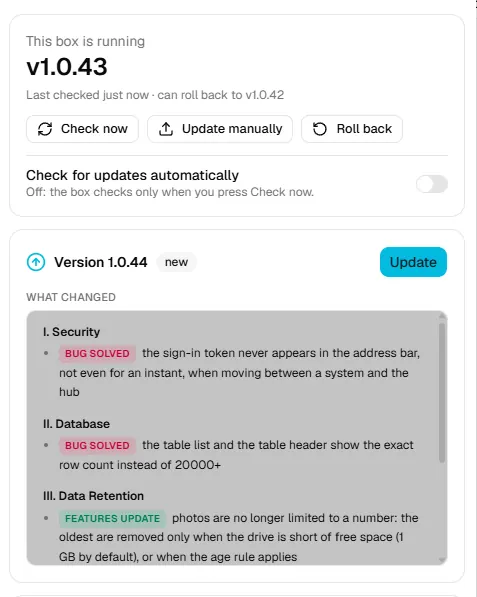 This box is running
v1.0.43
Last checked just now · can roll back to v1.0.42
Check now
Update manually
Roll back
Check for updates automatically
Off: the box checks only when you press Check now.
Version 1.0.44
new
Update
WHAT CHANGED
I. Security
• BUG SOLVED the sign-in token never appears in the address bar,
not even for an instant, when moving between a system and the
hub
II. Database
• BUG SOLVED the table list and the table header show the exact
row count instead of 20000+
III. Data Retention
• FEATURES UPDATE photos are no longer limited to a number: the
oldest are removed only when the drive is short of free space (1
GB by default), or when the age rule applies